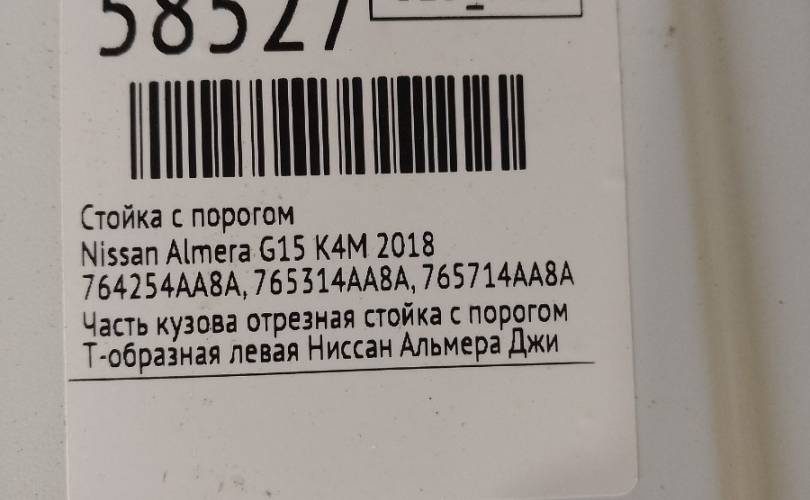 58527
Стойка с порогом
Nissan Almera G15 K4M 2018
764254AA8A, 765314AA8A, 765714AA8A
Часть кузова отрезная стойка с порогом
Т-образная левая Ниссан Альмера Джи